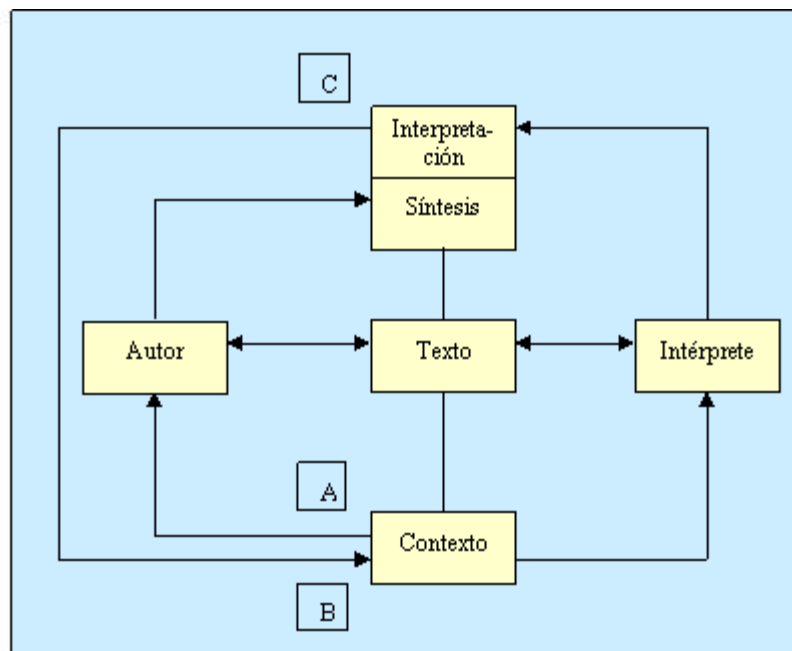 C
Interpreta-
ción
Síntesis
Autor
Texto
Intérprete
A
Contexto
B